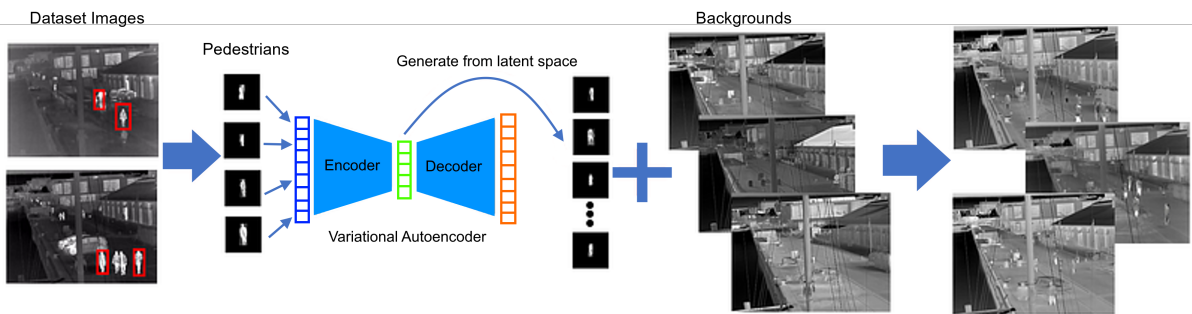 Dataset Images
Pedestrians
Generate from latent space
Backgrounds
Encoder
Decoder
Variational Autoencoder